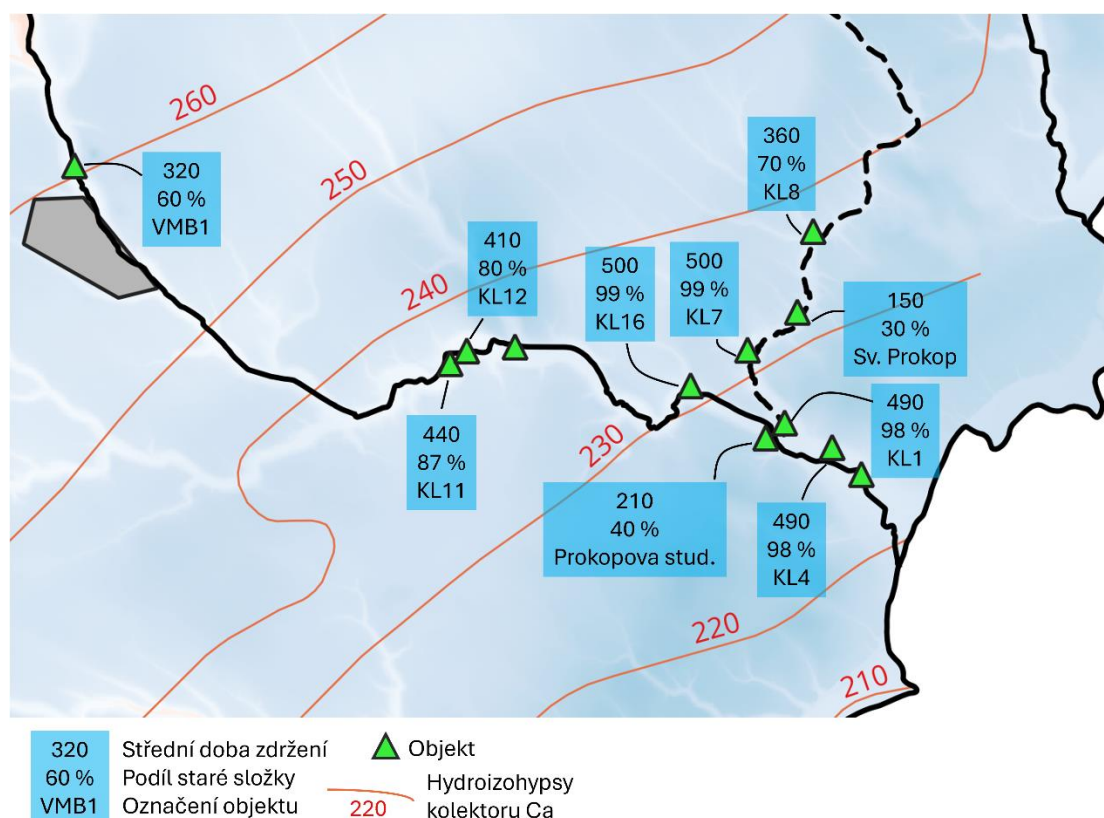 260
320
60 %
VMB1
250
360
70 %
KL8
410
80 %
KL12
240
500
99 %
KL16
500
99 %
KL7
150
30 %
Sv. Prokop
440
87 %
KL11
230
490
98 %
KL1
210
40 %
Prokopova stud.
490
98 %
KL4
220
210
320
60 %
VMB1
Střední doba zdržení
Podíl staré složky
Označení objektu
Objekt
220
Hydroizohypsy
kolektoru Ca